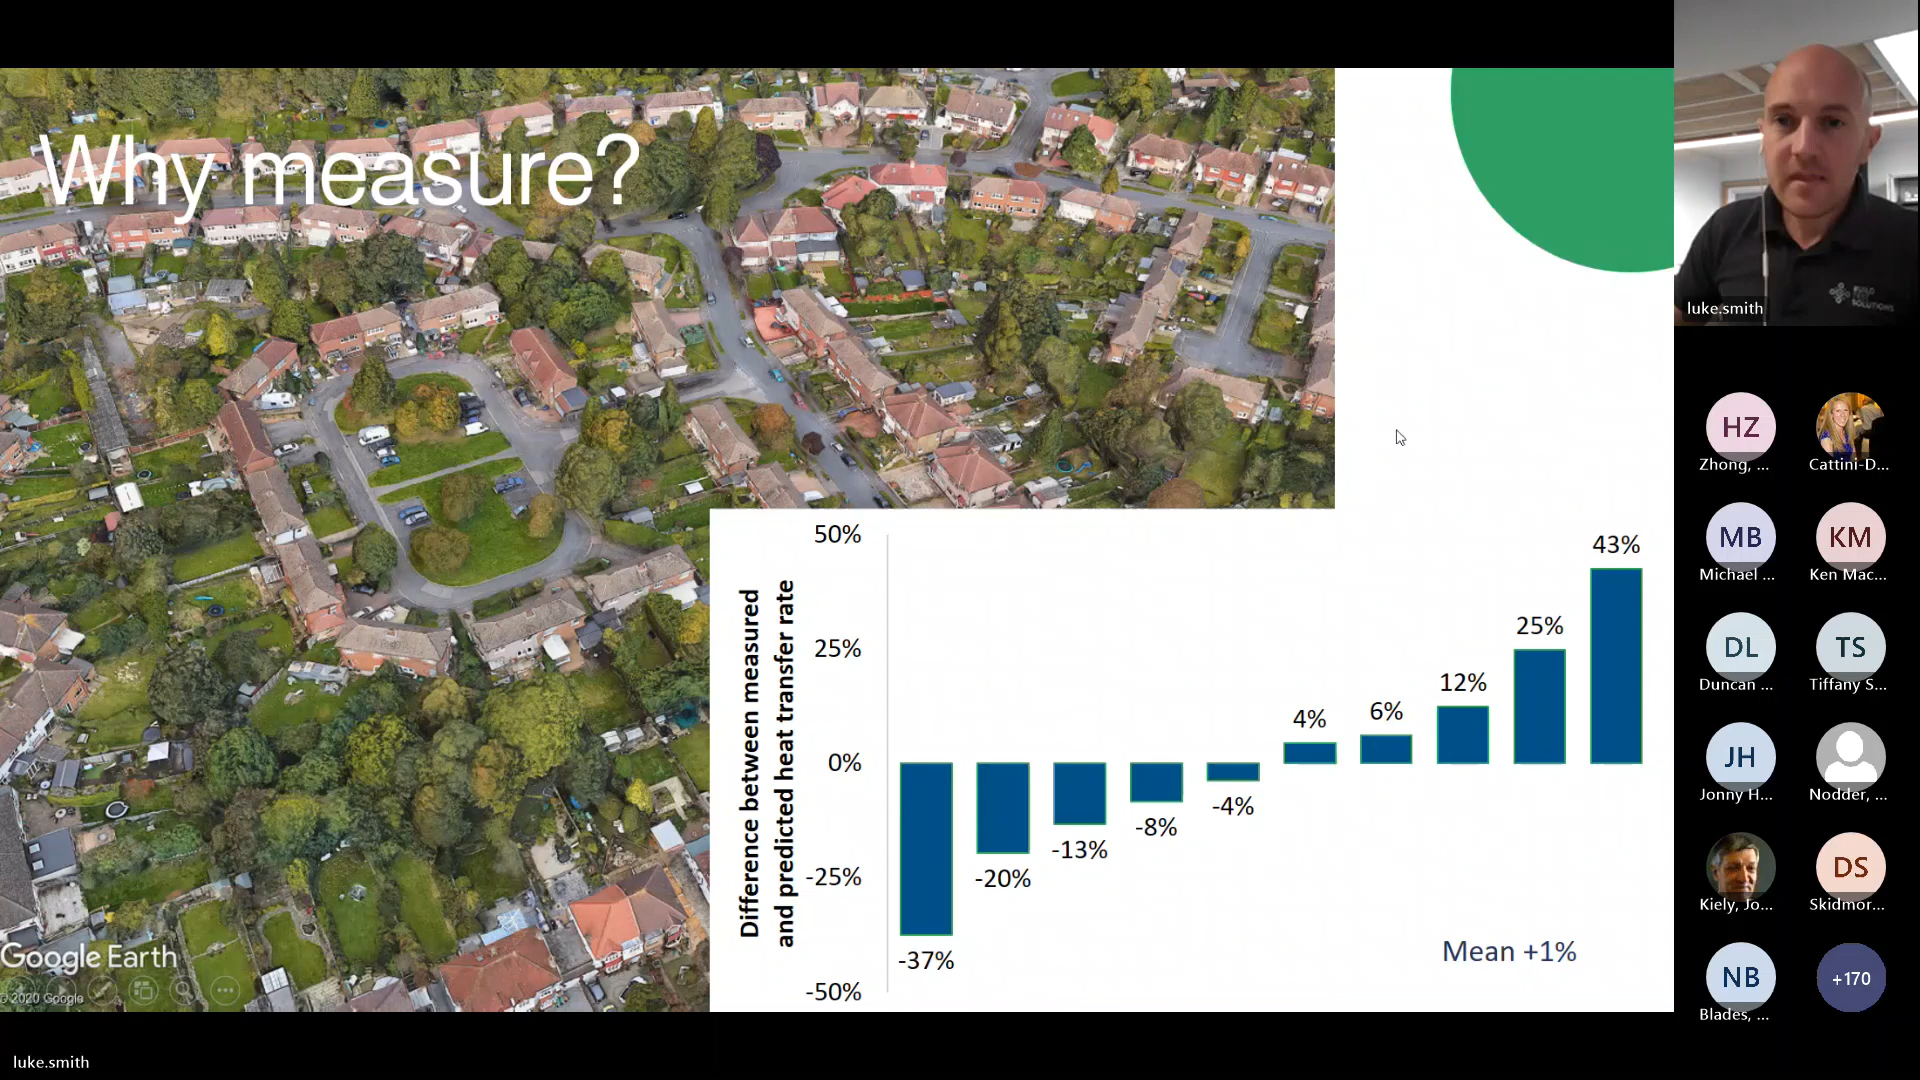 Why measure?
Google Earth
© 2020 Google
50%
25%
0%
-25%
-50%
Difference between measured
and predicted heat transfer rate
-37%
-20%
-13%
-8%
-4%
4%
6%
12%
25%
43%
Mean +1%
BUILD
SOLUTIONS
luke.smith
HZ
Zhong, ...
Cattini-D...
MB
Michael ...
KM
Ken Mac...
DL
Duncan ...
TS
Tiffany S...
JH
Jonny H...
Nodder, ...
Kiely, Jo...
DS
Skidmor...
NB
Blades, ...
+170
luke.smith